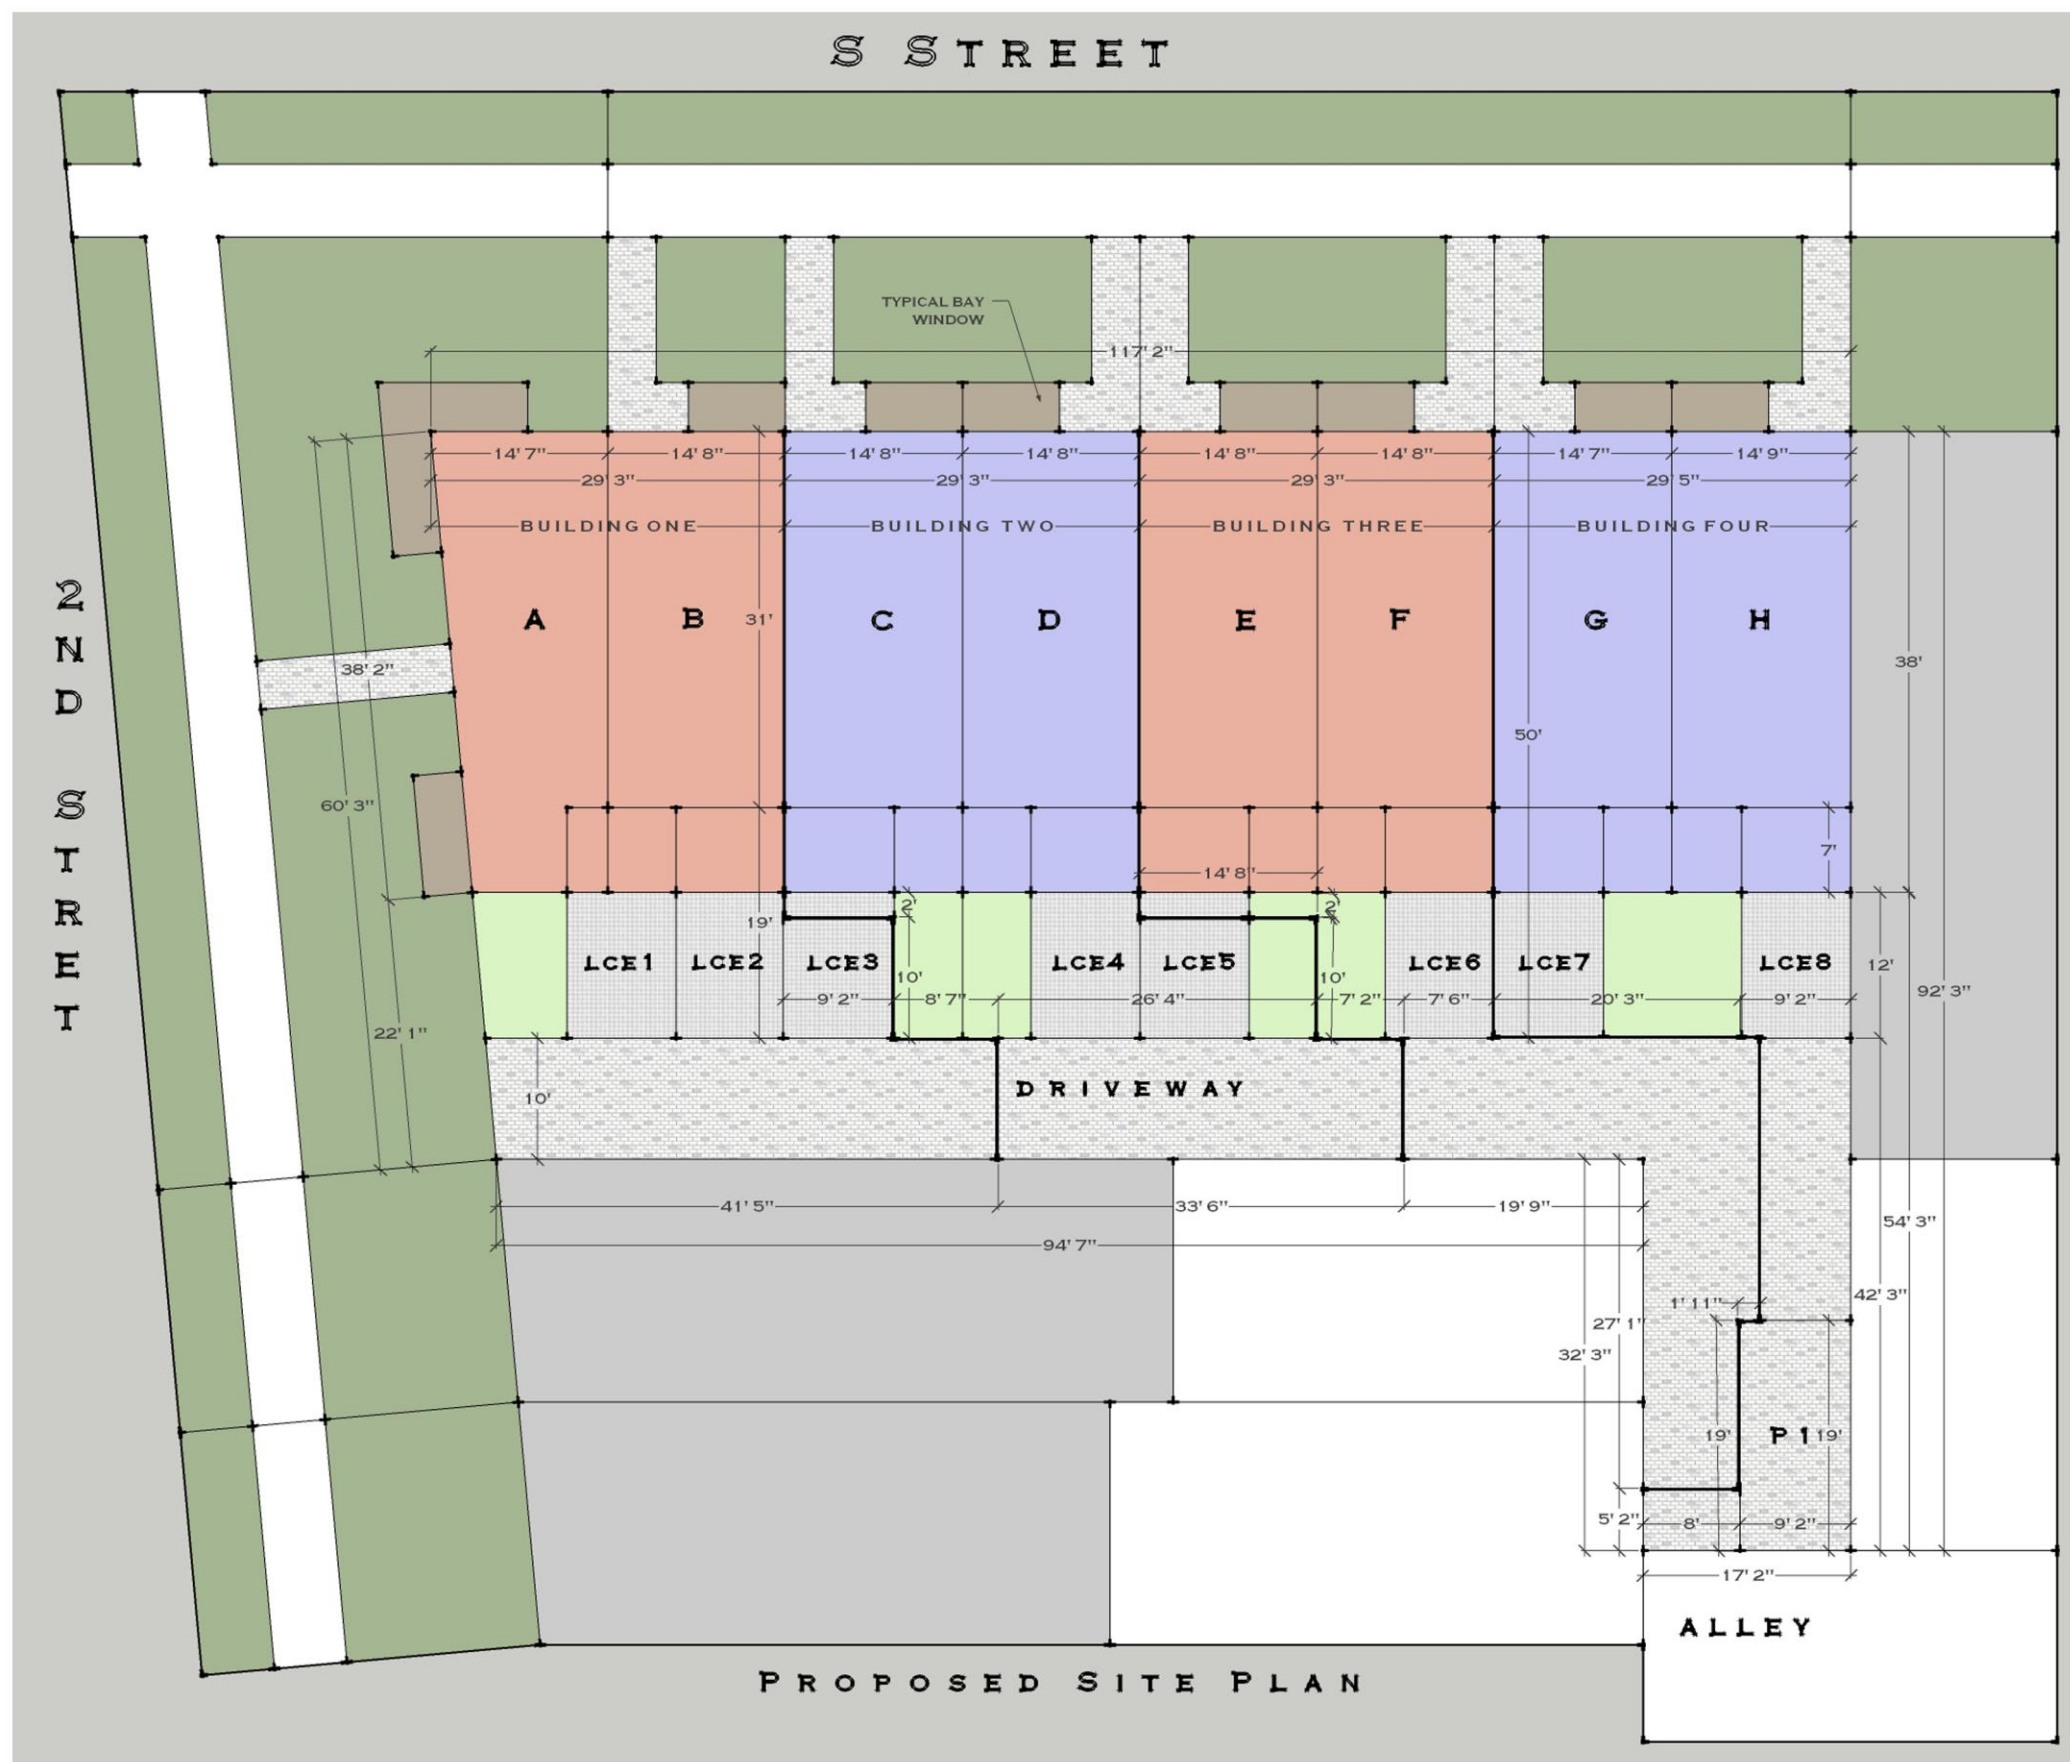 S STREET
TYPICAL BAY
WINDOW
117' 2"
14' 7"
14' 8"
14' 8"
14' 8"
14' 8"
14' 8"
14' 7"
14' 9"
29' 3"
29' 3"
29' 3"
29' 5"
BUILDING ONE
BUILDING TWO
BUILDING THREE
BUILDING FOUR
2ND STREET
A
B
31'
C
D
E
F
G
H
38' 2"
38'
50'
60' 3"
7'
14' 8"
2'
2'
19'
LCE1
LCE2
LCE3
LCE4
LCE5
LCE6
LCE7
LCE8
12'
10'
10'
92' 3"
9' 2"
8' 7"
26' 4"
7' 2"
7' 6"
20' 3"
9' 2"
22' 1"
10'
DRIVEWAY
41' 5"
33' 6"
19' 9"
54' 3"
94' 7"
42' 3"
1' 11"
27' 1"
32' 3"
19'
P1
19'
5' 2"
8'
9' 2"
17' 2"
ALLEY
PROPOSED SITE PLAN